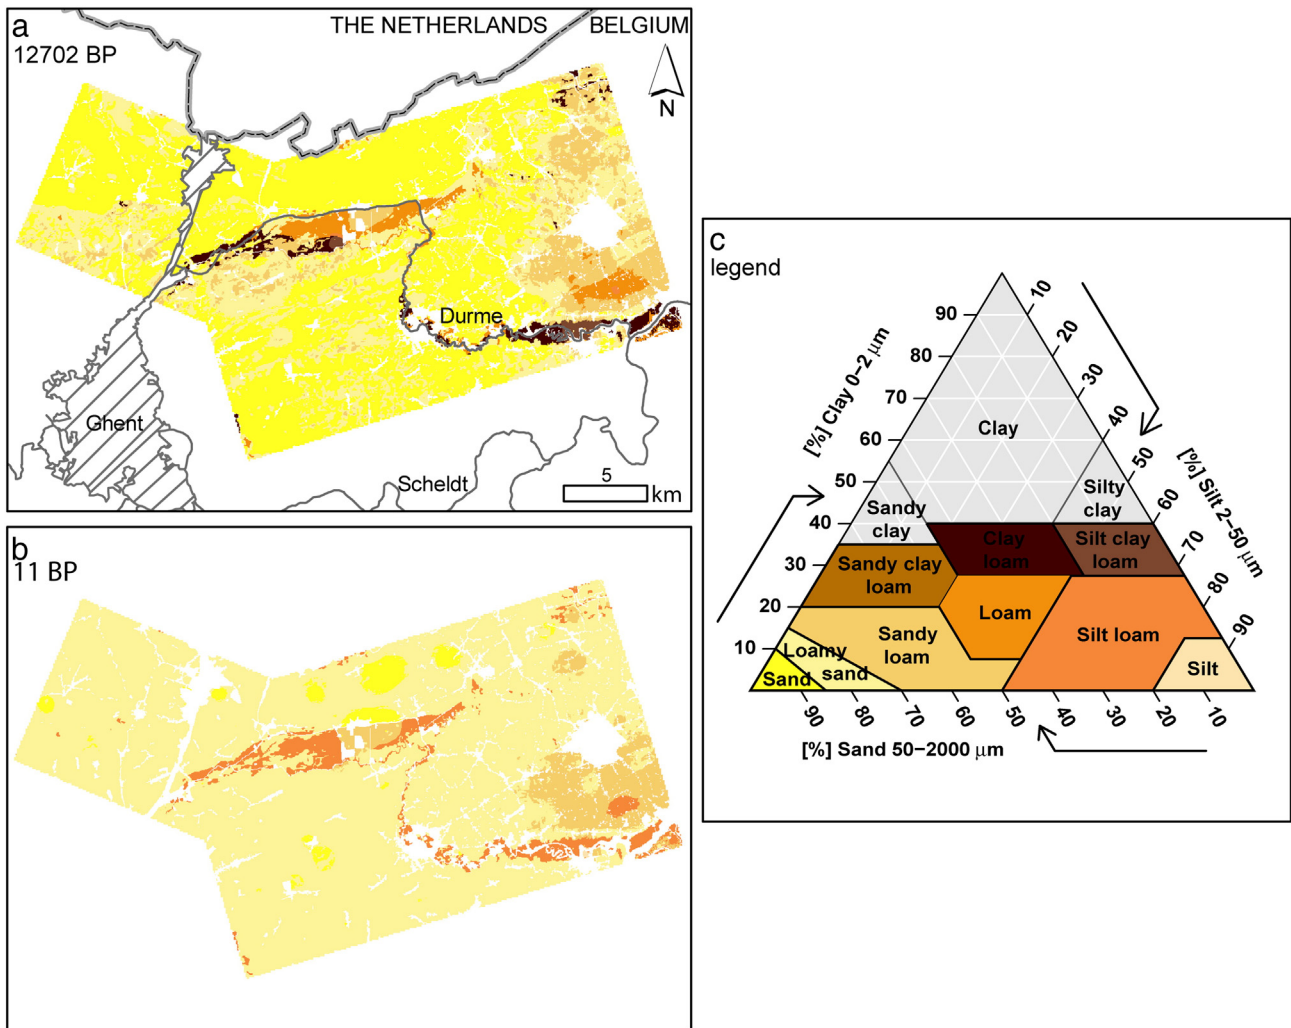 a
THE NETHERLANDS BELGIUM
12702 BP
N
Durme
Ghent
Scheldt
5
km
b
11 BP
c
legend
[%] Clay 0–2 μm
10
20
30
40
50
60
70
80
90
[%] Silt 2–50 μm
10
20
30
40
50
60
70
80
90
[%] Sand 50–2000 μm
90
80
70
60
50
40
30
20
10
Clay
Sandy
clay
Silty
clay
Clay
loam
Silt clay
loam
Sandy clay
loam
Loam
Silt loam
Sandy
loam
Loamy
sand
Sand
Silt